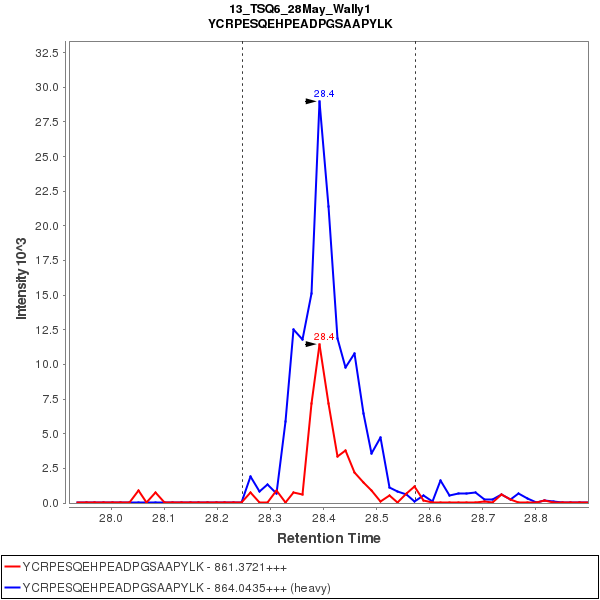 13_TSQ6_28May_Wally1
YCRPESQEHPEADPGSAAPYLK
32.5
30.0
27.5
25.0
22.5
20.0
17.5
15.0
12.5
10.0
7.5
5.0
2.5
0.0
Intensity 10^3
28.4
28.4
28.0 28.1 28.2 28.3 28.4 28.5 28.6 28.7 28.8
Retention Time
YCRPESQEHPEADPGSAAPYLK - 861.3721+++
YCRPESQEHPEADPGSAAPYLK - 864.0435+++ (heavy)